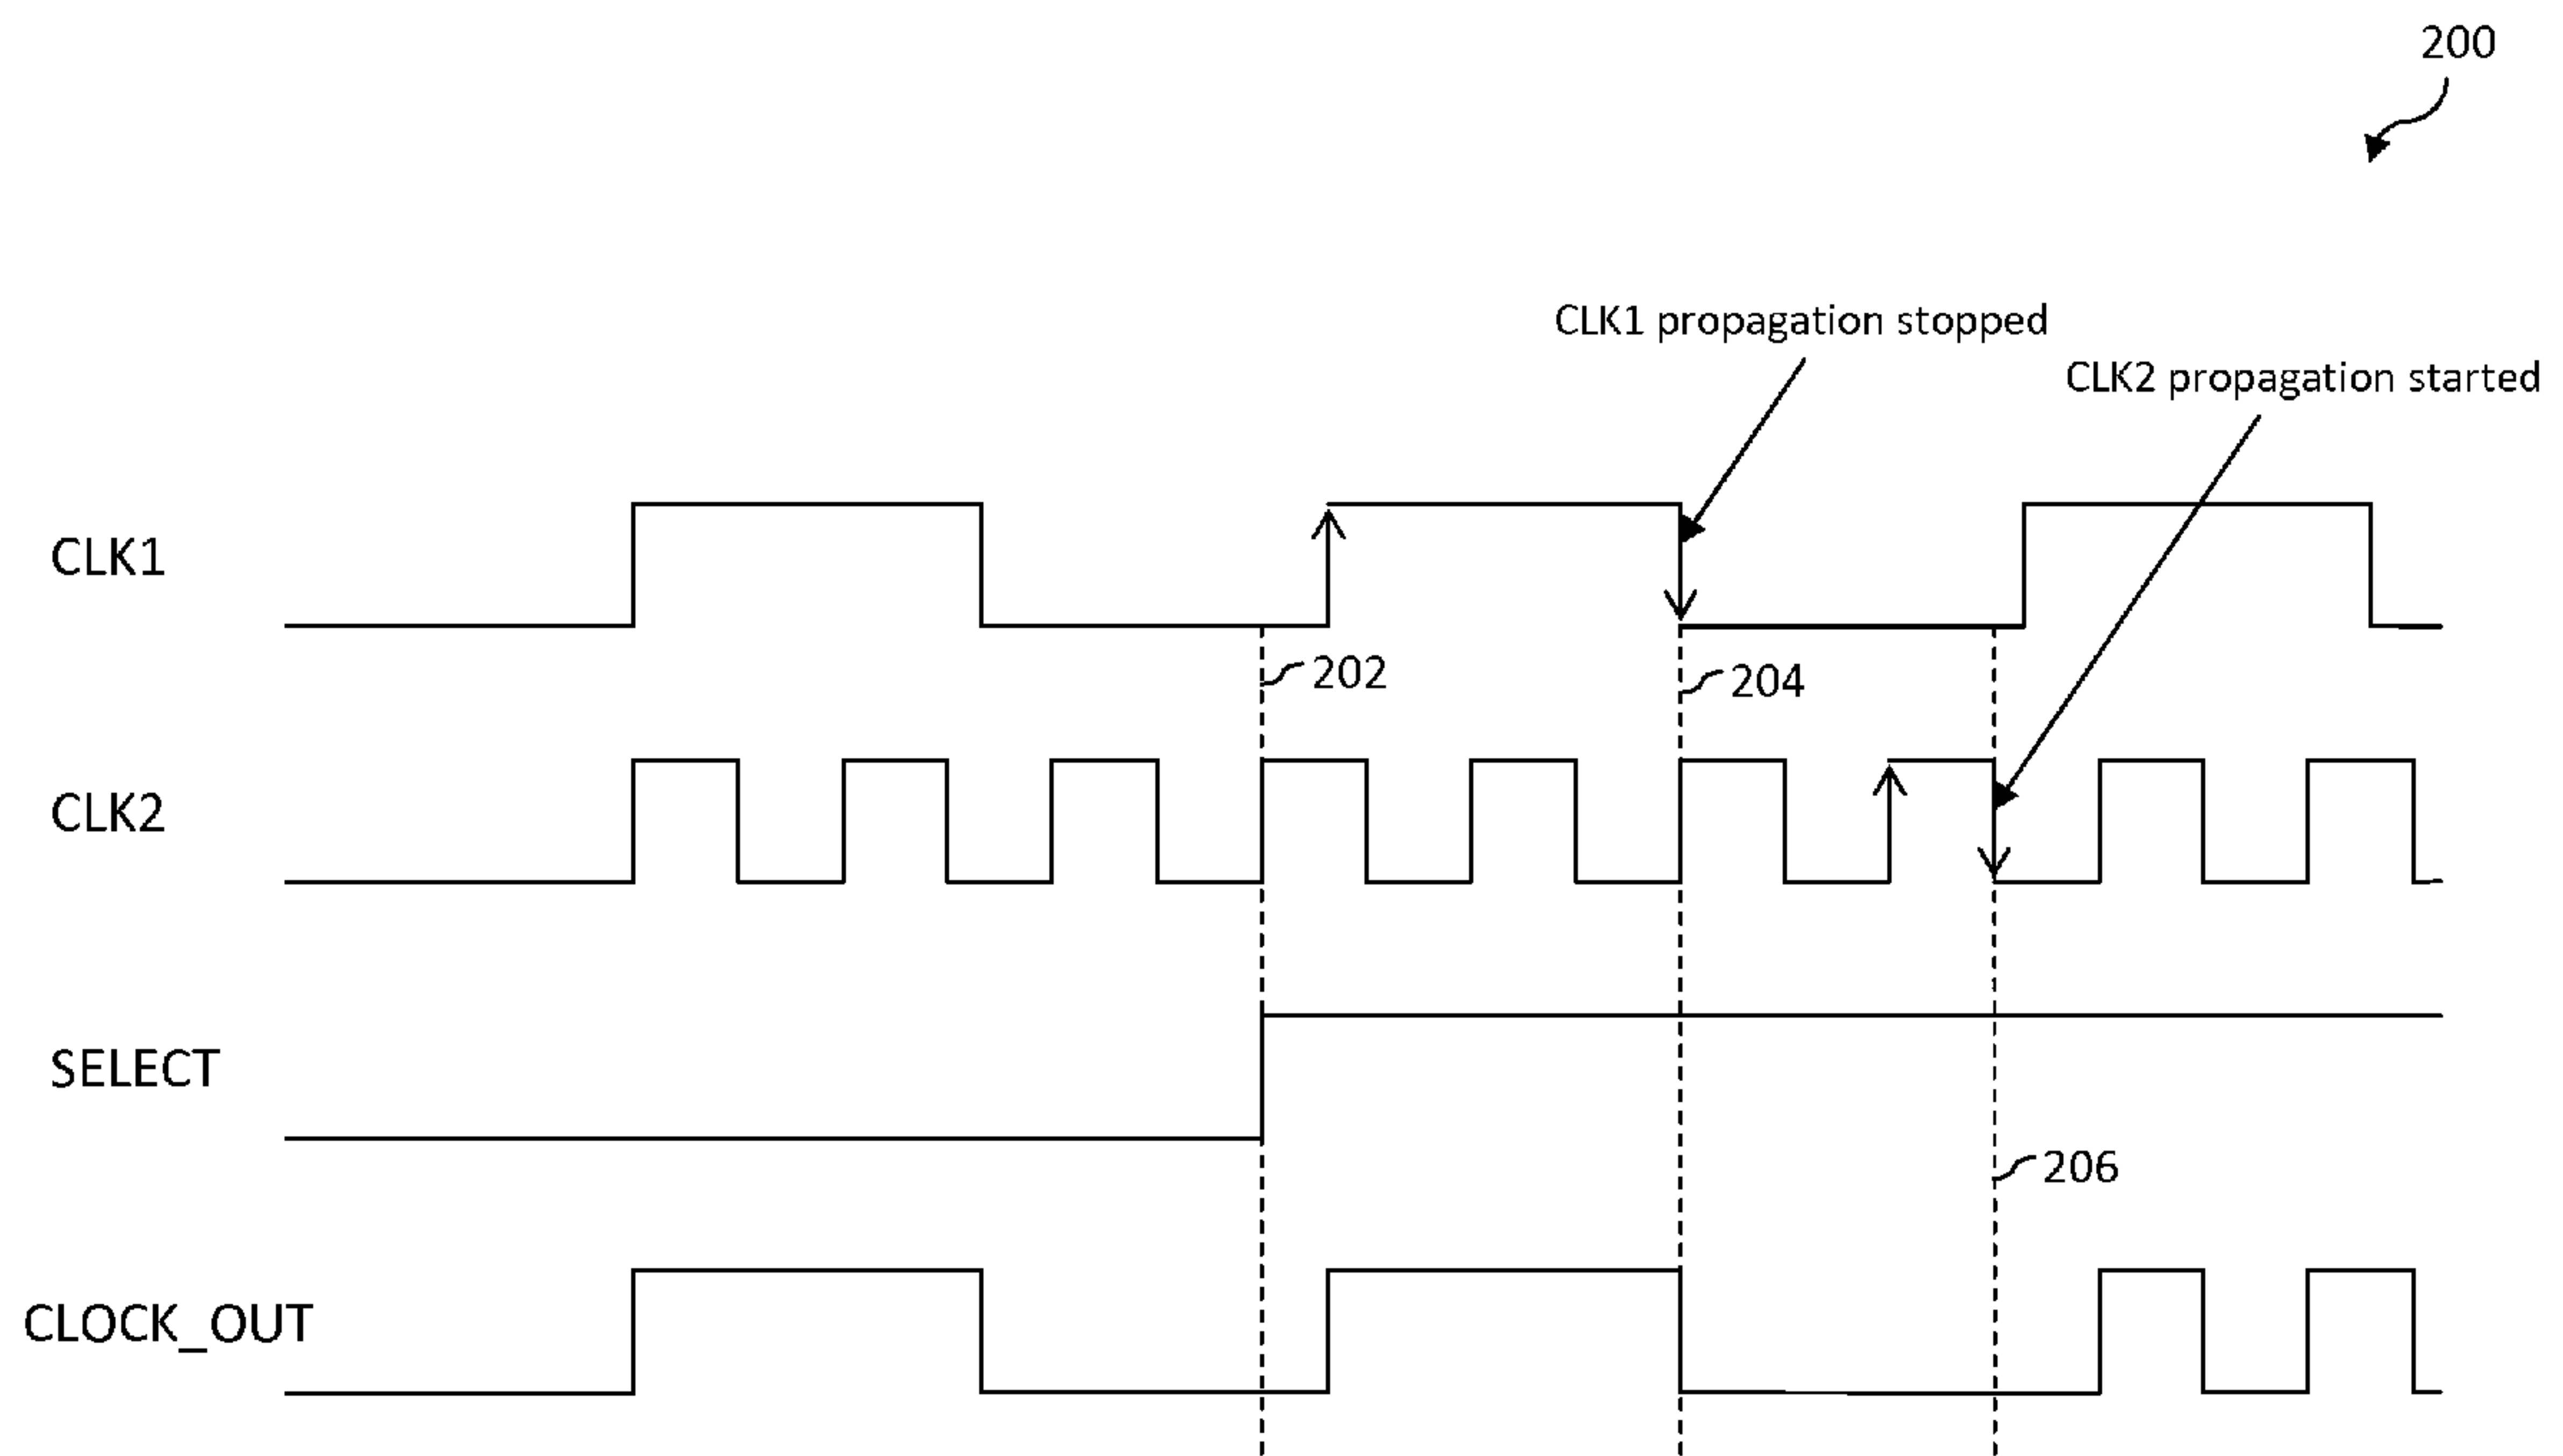 200
CLK1 propagation stopped
CLK2 propagation started
CLK1
202
204
CLK2
SELECT
206
CLOCK_OUT